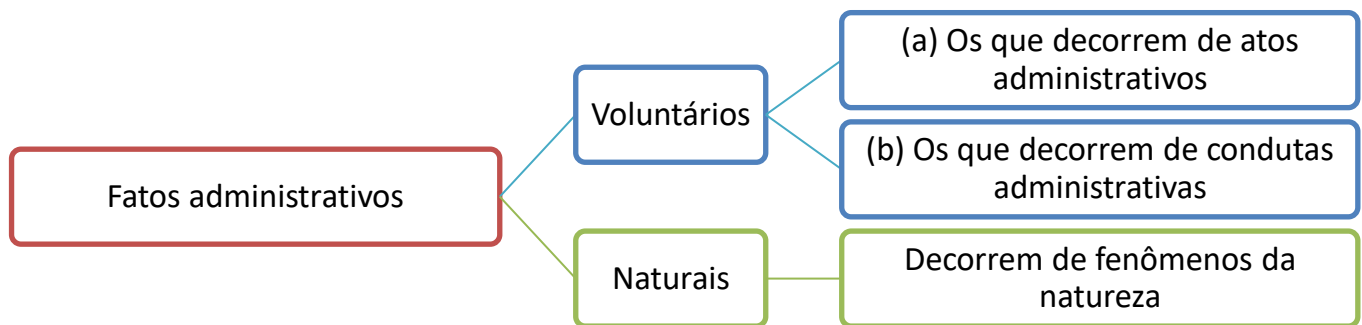 Fatos administrativos
Voluntários
(a) Os que decorrem de atos
administrativos
(b) Os que decorrem de condutas
administrativas
Naturais
Decorrem de fenômenos da
natureza